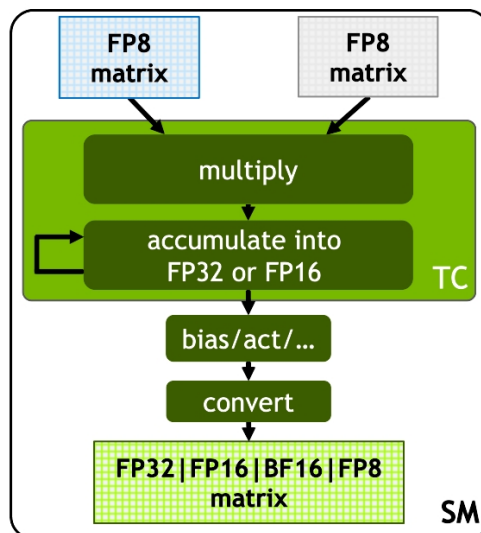 FP8
matrix
FP8
matrix
multiply
accumulate into
FP32 or FP16
TC
bias/act/...
convert
FP32|FP16|BF16|FP8
matrix
SM